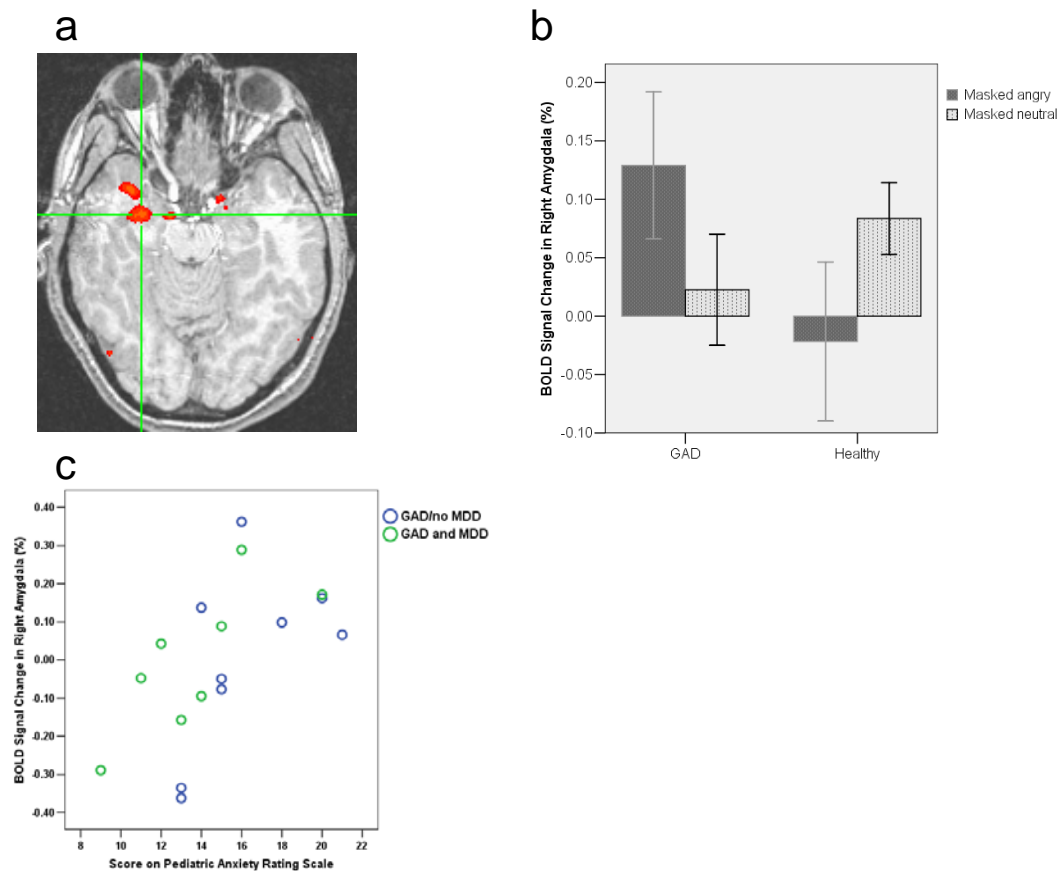 a
b
BOLD Signal Change in Right Amygdala (%)
0.20
0.15
0.10
0.05
0.00
-0.05
-0.10
GAD
Healthy
Masked angry
Masked neutral
c
BOLD Signal Change in Right Amygdala (%)
0.40
0.30
0.20
0.10
0.00
-0.10
-0.20
-0.30
-0.40
8 10 12 14 16 18 20 22
Score on Pediatric Anxiety Rating Scale
GAD/no MDD
GAD and MDD